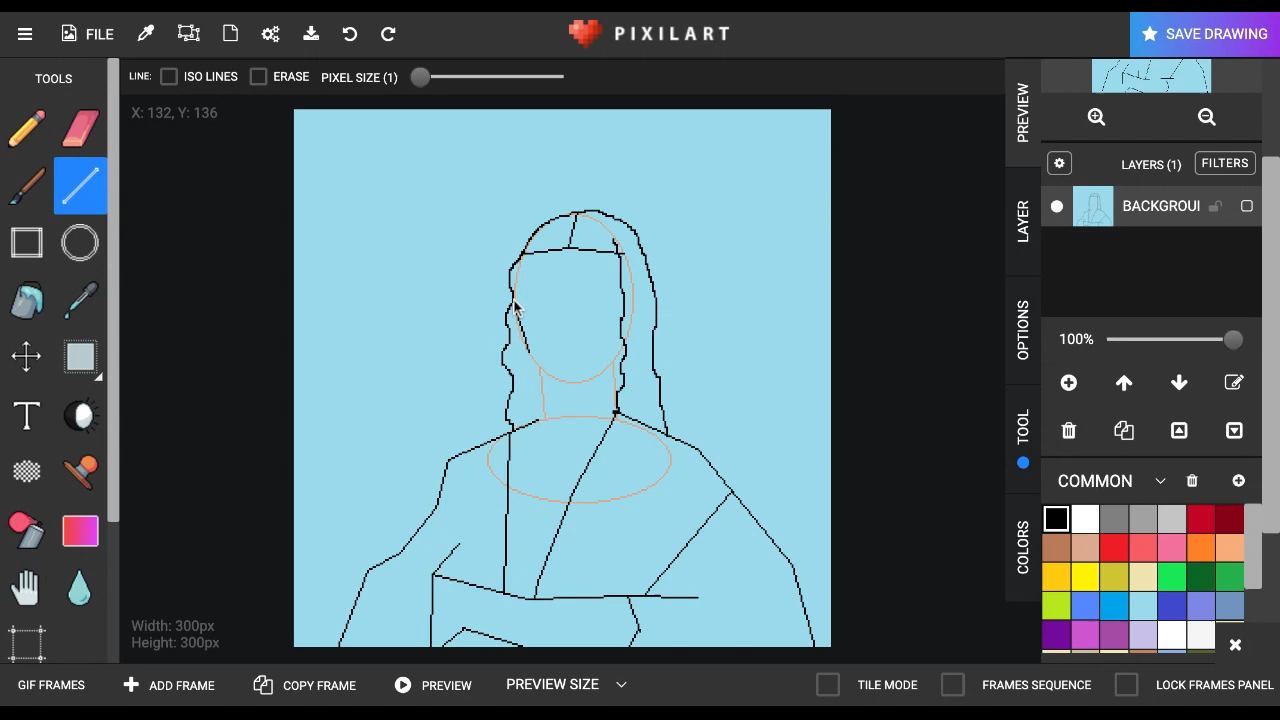 FILE
PIXILART
SAVE DRAWING
TOOLS
LINE: ISO LINES ERASE PIXEL SIZE (1)
X: 132, Y: 136
PREVIEW
LAYER
OPTIONS
TOOL
COLORS
LAYERS (1) FILTERS
BACKGROUI
100%
COMMON
Width: 300px
Height: 300px
GIF FRAMES ADD FRAME COPY FRAME PREVIEW PREVIEW SIZE TILE MODE FRAMES SEQUENCE LOCK FRAMES PANEL